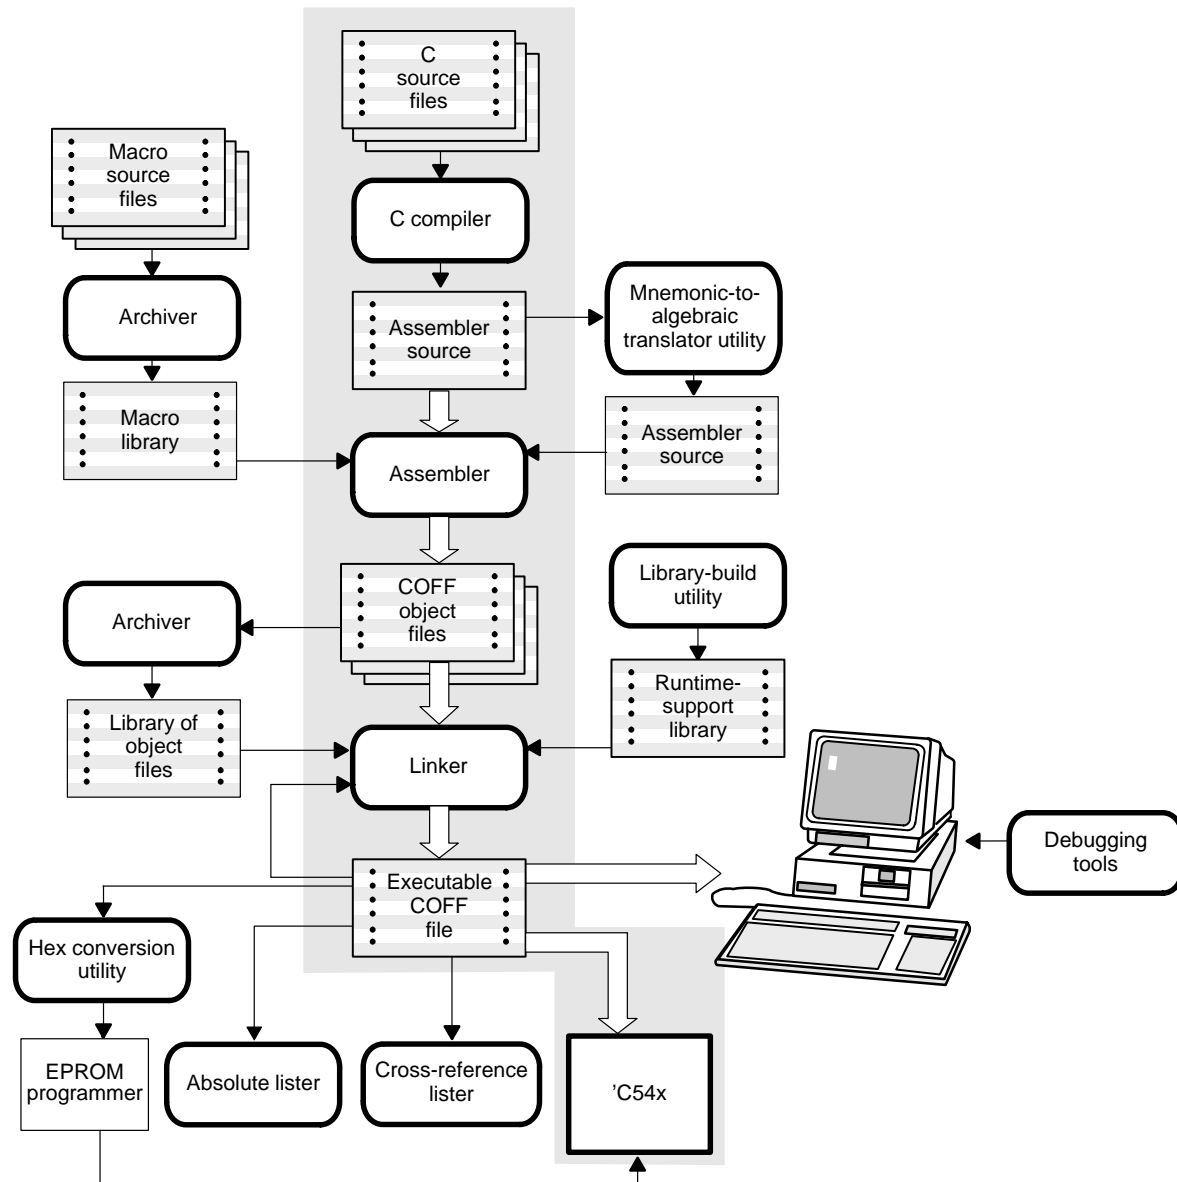 C
source
files
Macro
source
files
C compiler
Archiver
Assembler
source
Mnemonic-to-
algebraic
translator utility
Macro
library
Assembler
source
Assembler
Archiver
COFF
object
files
Library-build
utility
Library of
object
files
Runtime-
support
library
Linker
Debugging
tools
Executable
COFF
file
Hex conversion
utility
EPROM
programmer
Absolute lister
Cross-reference
lister
’C54x